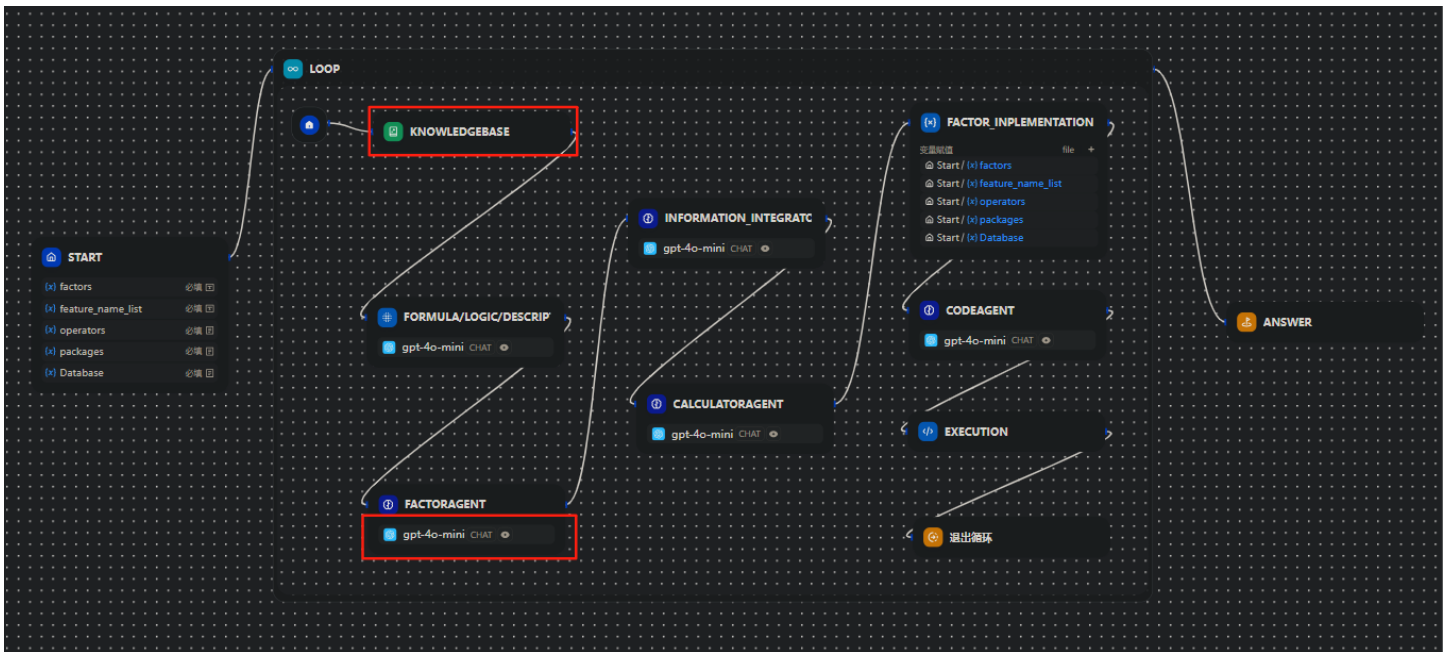 LOOP
KNOWLEDGEBASE
FACTOR_INPLEMENTATION
变量赋值 file +
Start / {x} factors
Start / {x} feature_name_list
Start / {x} operators
Start / {x} packages
Start / {x} Database
INFORMATION_INTEGRATC
gpt-4o-mini CHAT
START
{x} factors 必填
{x} feature_name_list 必填
{x} operators 必填
{x} packages 必填
{x} Database 必填
FORMULA/LOGIC/DESCRIP
gpt-4o-mini CHAT
CODEAGENT
gpt-4o-mini CHAT
ANSWER
CALCULATORAGENT
gpt-4o-mini CHAT
EXECUTION
FACTORAGENT
gpt-4o-mini CHAT
退出循环